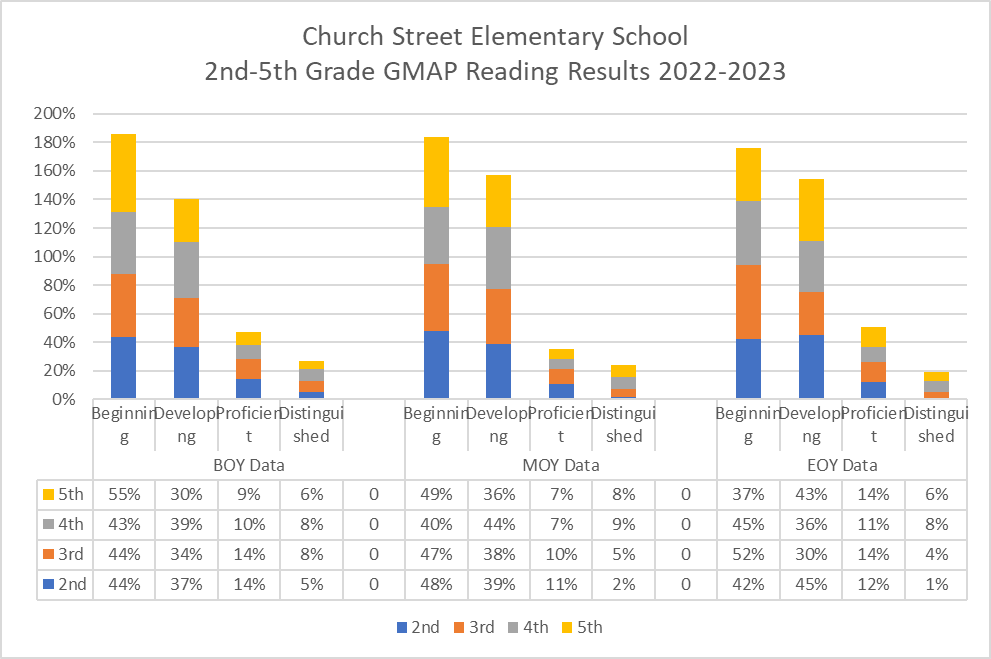 Church Street Elementary School
2nd-5th Grade GMAP Reading Results 2022-2023
200%
180%
160%
140%
120%
100%
80%
60%
40%
20%
0%
Beginnin Developi Proficien Distingui Beginnin Developi Proficien Distingui Beginnin Developi Proficien Distingui
g ng t shed g ng t shed g ng t shed
BOY Data MOY Data EOY Data
5th 55% 30% 9% 6% 0 49% 36% 7% 8% 0 37% 43% 14% 6%
4th 43% 39% 10% 8% 0 40% 44% 7% 9% 0 45% 36% 11% 8%
3rd 44% 34% 14% 8% 0 47% 38% 10% 5% 0 52% 30% 14% 4%
2nd 44% 37% 14% 5% 0 48% 39% 11% 2% 0 42% 45% 12% 1%
2nd 3rd 4th 5th